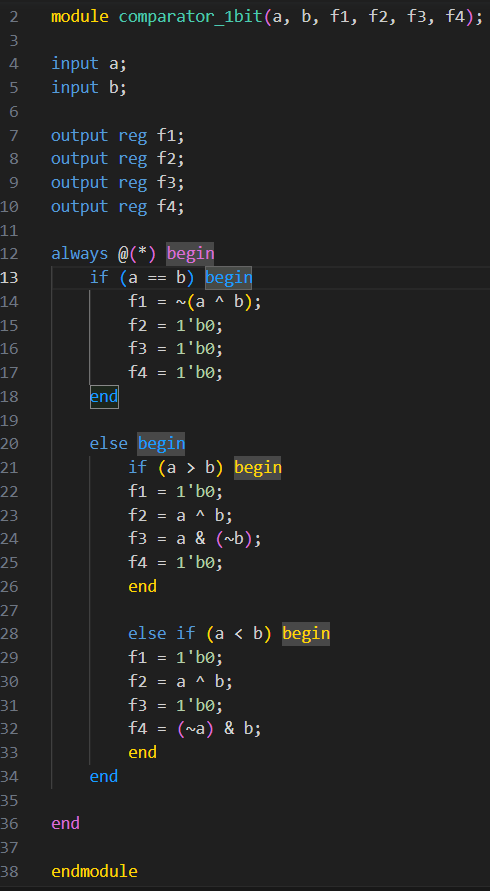 2 module comparator_1bit(a, b, f1, f2, f3, f4);
3
4 input a;
5 input b;
6
7 output reg f1;
8 output reg f2;
9 output reg f3;
10 output reg f4;
11
12 always @(*) begin
13 if (a == b) begin
14 f1 = ~(a ^ b);
15 f2 = 1'b0;
16 f3 = 1'b0;
17 f4 = 1'b0;
18 end
19
20 else begin
21 if (a > b) begin
22 f1 = 1'b0;
23 f2 = a ^ b;
24 f3 = a & (~b);
25 f4 = 1'b0;
26 end
27
28 else if (a < b) begin
29 f1 = 1'b0;
30 f2 = a ^ b;
31 f3 = 1'b0;
32 f4 = (~a) & b;
33 end
34 end
35
36 end
37
38 endmodule